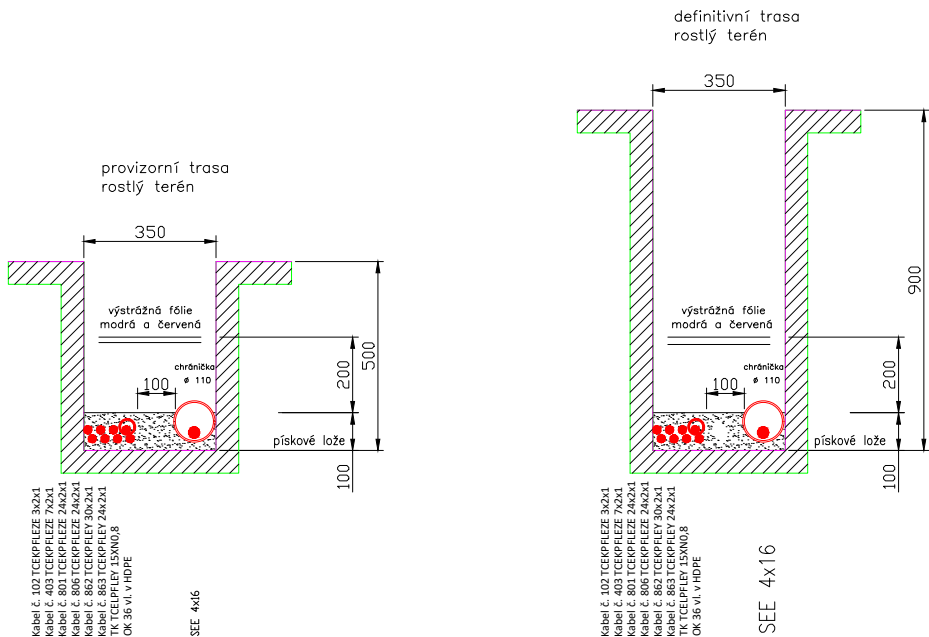 provizorní trasa
rostlý terén
350
výstrážná fólie
modrá a červená
500
200
chránička
ø 110
100
pískové lože
100
Kabel č. 102 TCEKPFLEZE 3x2x1
Kabel č. 403 TCEKPFLEZE 7x2x1
Kabel č. 801 TCEKPFLEZE 24x2x1
Kabel č. 806 TCEKPFLEZE 24x2x1
Kabel č. 862 TCEKPFLEY 30x2x1
Kabel č. 863 TCEKPFLEY 24x2x1
TK TCELPFLEY 15XN0,8
OK 36 vl. v HDPE
SEE 4x16
definitivní trasa
rostlý terén
350
výstrážná fólie
modrá a červená
900
200
chránička
ø 110
100
pískové lože
100
Kabel č. 102 TCEKPFLEZE 3x2x1
Kabel č. 403 TCEKPFLEZE 7x2x1
Kabel č. 801 TCEKPFLEZE 24x2x1
Kabel č. 806 TCEKPFLEZE 24x2x1
Kabel č. 862 TCEKPFLEY 30x2x1
Kabel č. 863 TCEKPFLEY 24x2x1
TK TCELPFLEY 15XN0,8
OK 36 vl. v HDPE
SEE 4x16